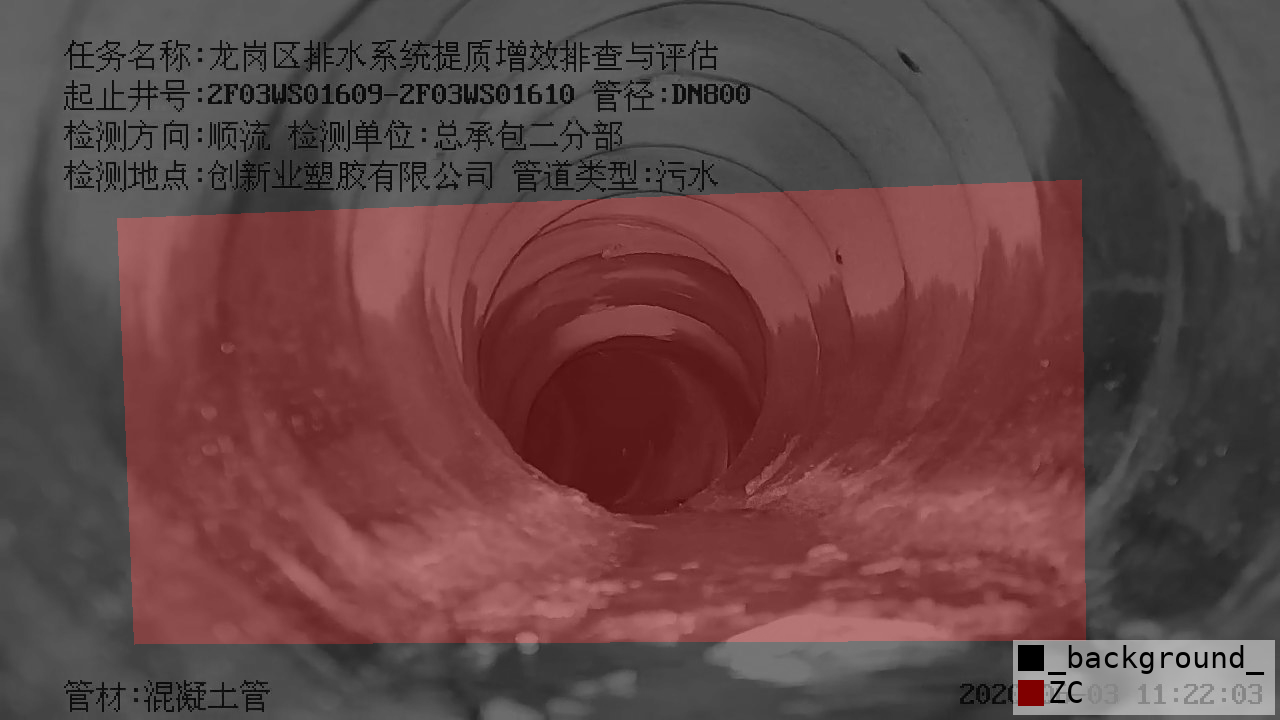 任务名称:龙岗区排水系统提质增效排查与评估
起止井号:ZF03WS01609-ZF03WS01610 管径:DN800
检测方向:顺流 检测单位:总承包二分部
检测地点:创新业塑胶有限公司 管道类型:污水
_background_
ZC
管材:混凝土管
11:22:03